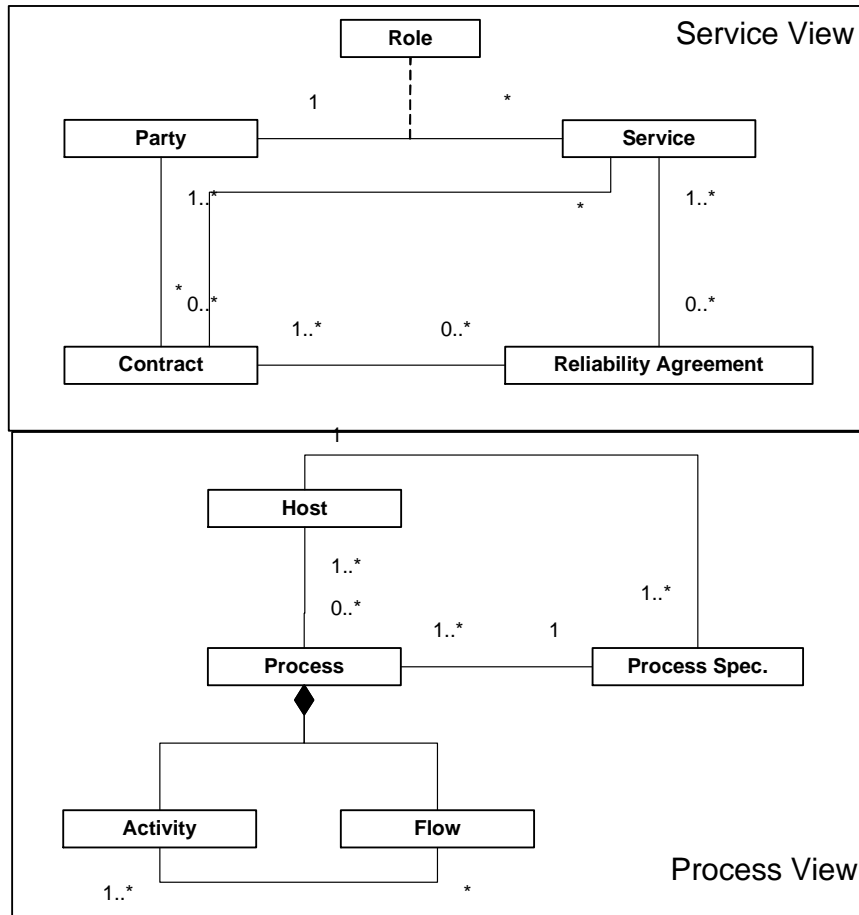 Role
Service View
1
*
Party
Service
1..*
*
1..*
*
0..*
0..*
1..*
0..*
Contract
Reliability Agreement
1
Host
1..*
0..*
1..*
1..*
1
Process
Process Spec.
Activity
Flow
Process View
1..*
*